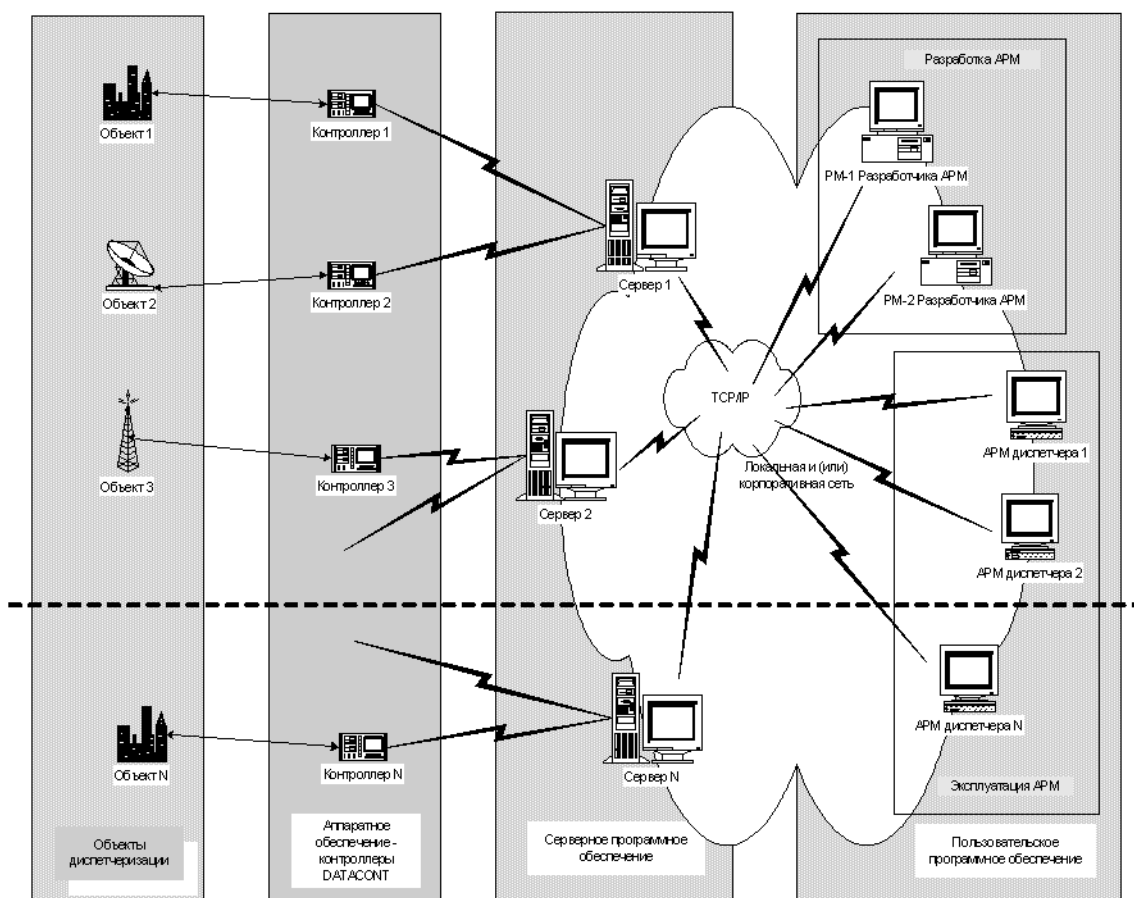 Разработка АРМ
Объект 1
Контроллер 1
РМ-1 Разработчика АРМ
Объект 2
Контроллер 2
Сервер 1
РМ-2 Разработчика АРМ
TCP/IP
Локальная и (или)
корпоративная сеть
АРМ диспетчера 1
Объект 3
Контроллер 3
Сервер 2
АРМ диспетчера 2
Объект N
Контроллер N
Сервер N
АРМ диспетчера N
Эксплуатация АРМ
Объекты
диспетчеризации
Аппаратное
обеспечение -
контроллеры
DATACONT
Серверное программное
обеспечение
Пользовательское
программное обеспечение